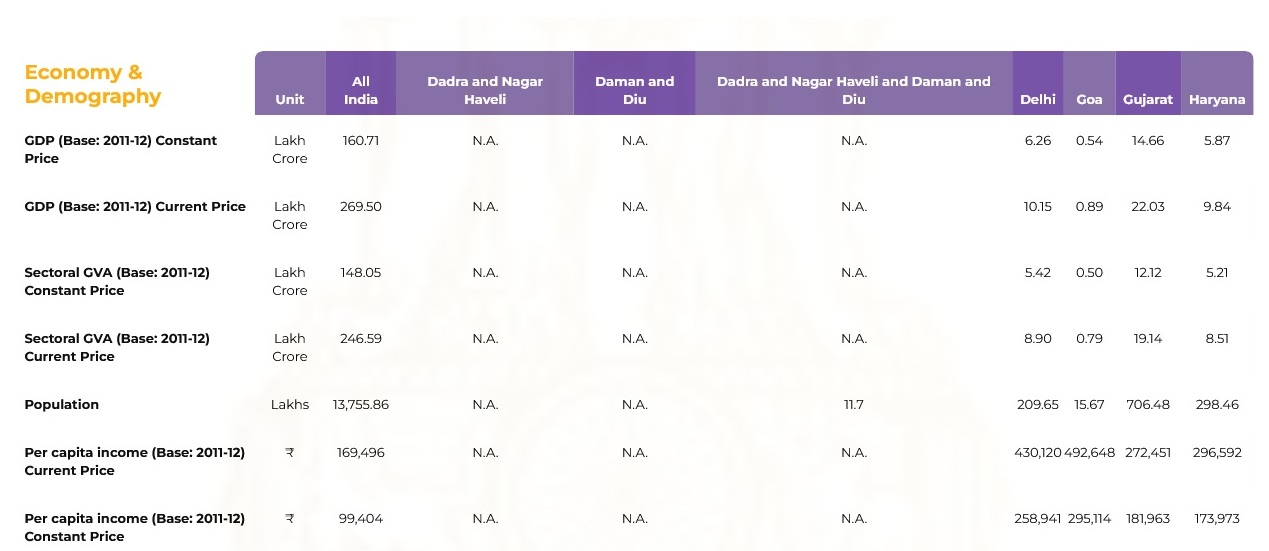 Economy &
Demography
Unit
All
India
Dadra and Nagar
Haveli
Daman and
Diu
Dadra and Nagar Haveli and Daman and
Diu
Delhi
Goa
Gujarat
Haryana
GDP (Base: 2011-12) Constant
Price
Lakh
Crore
160.71
N.A.
N.A.
N.A.
6.26
0.54
14.66
5.87
GDP (Base: 2011-12) Current Price
Lakh
Crore
269.50
N.A.
N.A.
N.A.
10.15
0.89
22.03
9.84
Sectoral GVA (Base: 2011-12)
Constant Price
Lakh
Crore
148.05
N.A.
N.A.
N.A.
5.42
0.50
12.12
5.21
Sectoral GVA (Base: 2011-12)
Current Price
Lakh
Crore
246.59
N.A.
N.A.
N.A.
8.90
0.79
19.14
8.51
Population
Lakhs
13,755.86
N.A.
N.A.
11.7
209.65
15.67
706.48
298.46
Per capita income (Base: 2011-12)
Current Price
₹
169,496
N.A.
N.A.
N.A.
430,120
492,648
272,451
296,592
Per capita income (Base: 2011-12)
Constant Price
₹
99,404
N.A.
N.A.
N.A.
258,941
295,114
181,963
173,973